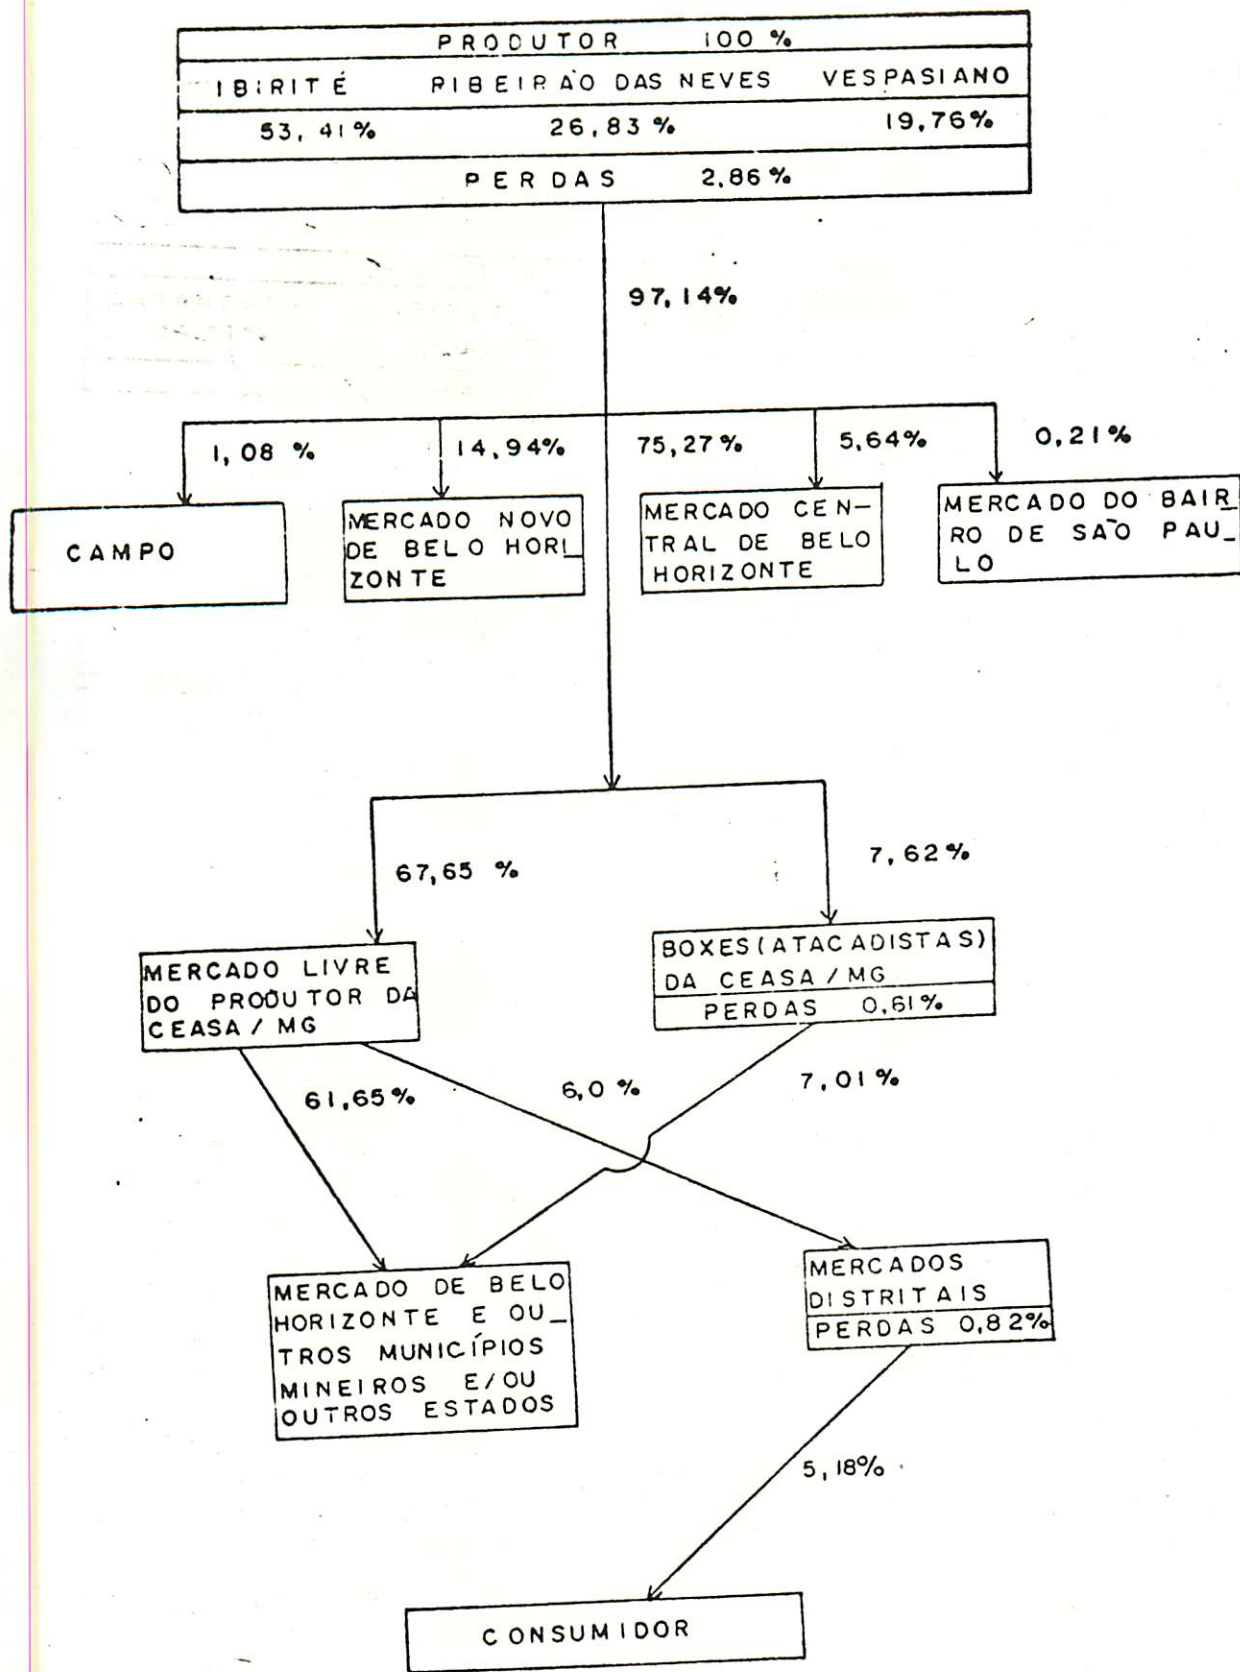 PRODUTOR 100 %
IBIRITÉ RIBEIRÃO DAS NEVES VESPASIANO
53,41% 26,83 % 19,76%
PERDAS 2,86%
97,14%
1,08 % 14,94% 75,27% 5,64% 0,21%
CAMPO
MERCADO NOVO
DE BELO HORI_
ZONTE
MERCADO CEN-
TRAL DE BELO
HORIZONTE
MERCADO DO BAIR_
RO DE SÃO PAU_
LO
67,65 % 7,62%
MERCADO LIVRE
DO PRODUTOR DA
CEASA / MG
BOXES (ATACADISTAS)
DA CEASA / MG
PERDAS 0,61%
61,65% 6,0 % 7,01%
MERCADO DE BELO
HORIZONTE E OU_
TROS MUNICÍPIOS
MINEIROS E/OU
OUTROS ESTADOS
MERCADOS
DISTRITAIS
PERDAS 0,82%
5,18%
CONSUMIDOR